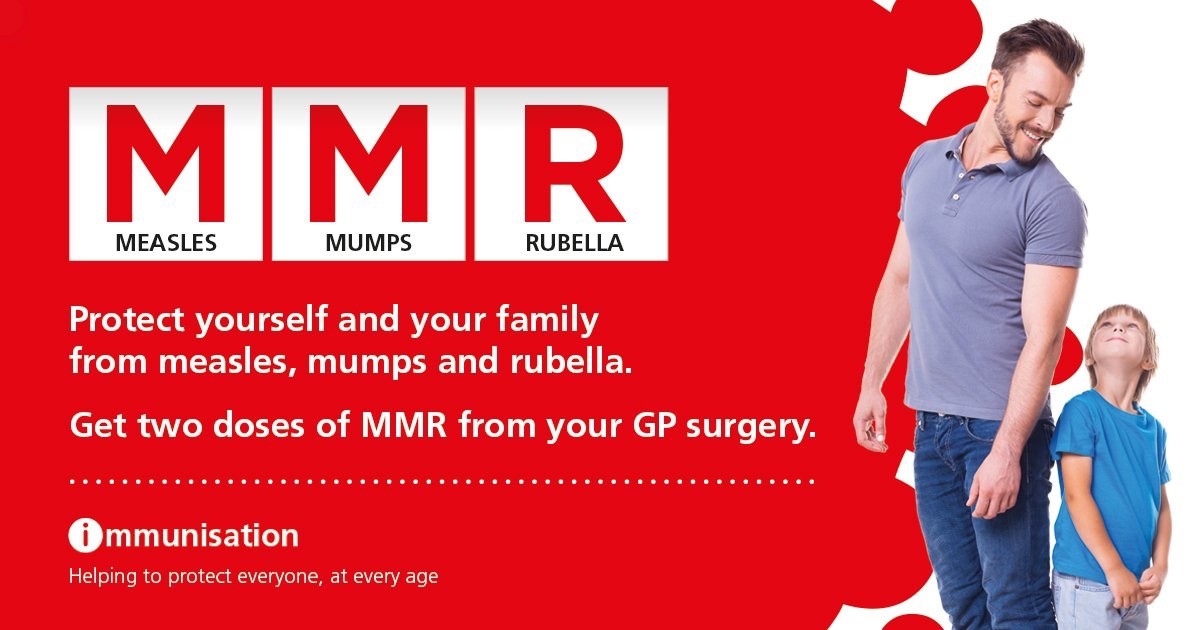 M M R
MEASLES MUMPS RUBELLA
Protect yourself and your family
from measles, mumps and rubella.
Get two doses of MMR from your GP surgery.
immunisation
Helping to protect everyone, at every age